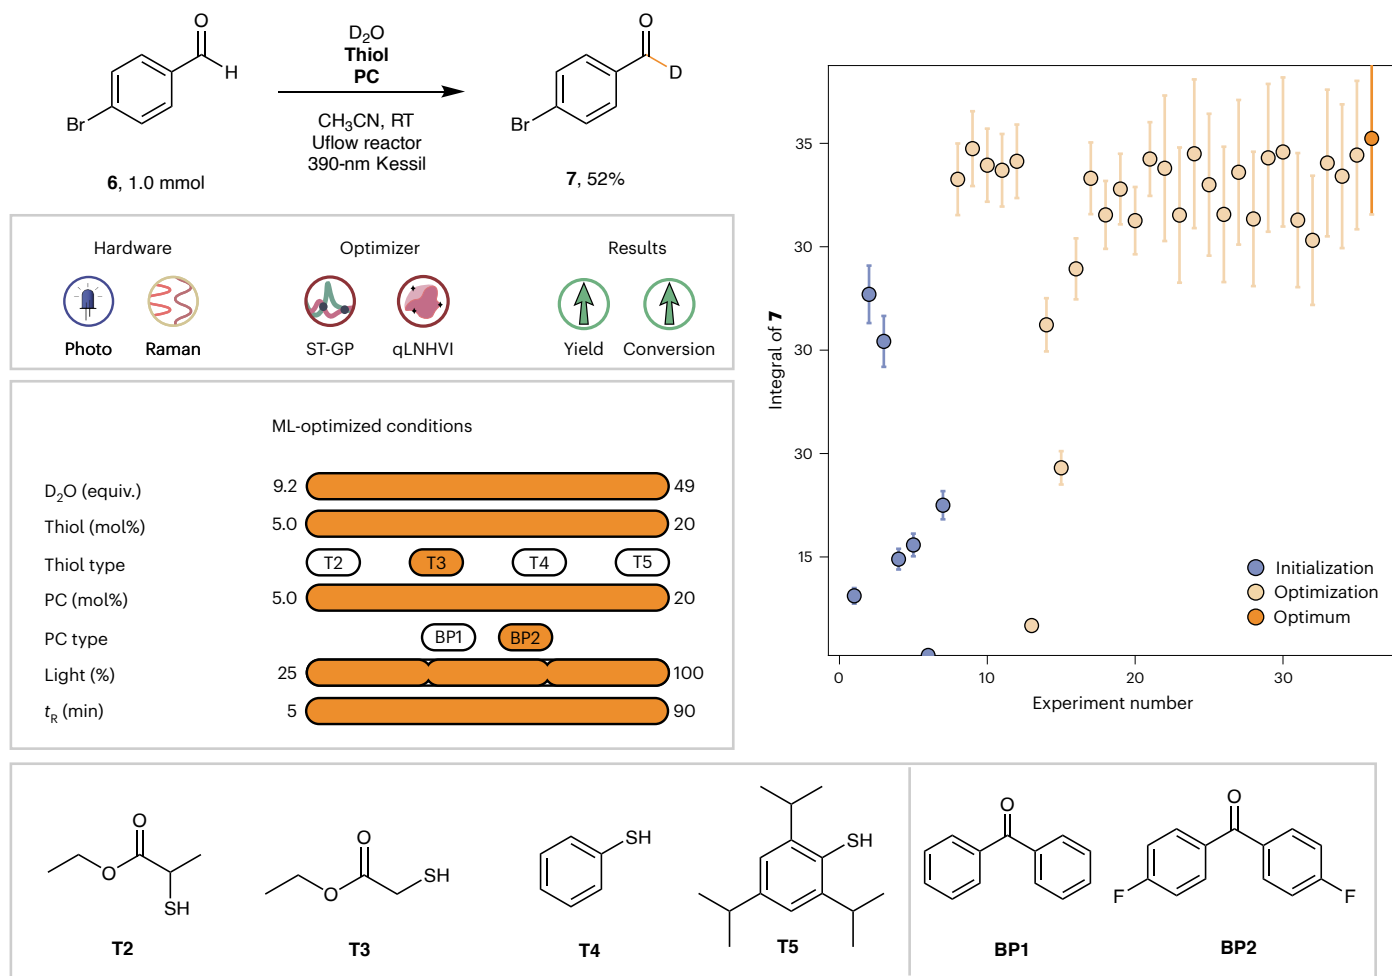 O
H
Br
6, 1.0 mmol
D₂O
Thiol
PC
CH₃CN, RT
Uflow reactor
390-nm Kessil
O
D
Br
7, 52%
Hardware
Optimizer
Results
Photo
Raman
ST-GP
qLNHVI
Yield
Conversion
ML-optimized conditions
D₂O (equiv.) 9.2 49
Thiol (mol%) 5.0 20
Thiol type T2 T3 T4 T5
PC (mol%) 5.0 20
PC type BP1 BP2
Light (%) 25 100
tR (min) 5 90
Integral of 7
35
30
30
30
15
0 10 20 30
Experiment number
Initialization
Optimization
Optimum
O
O
SH
T2
O
O
SH
T3
SH
T4
SH
T5
O
BP1
O
F
F
BP2